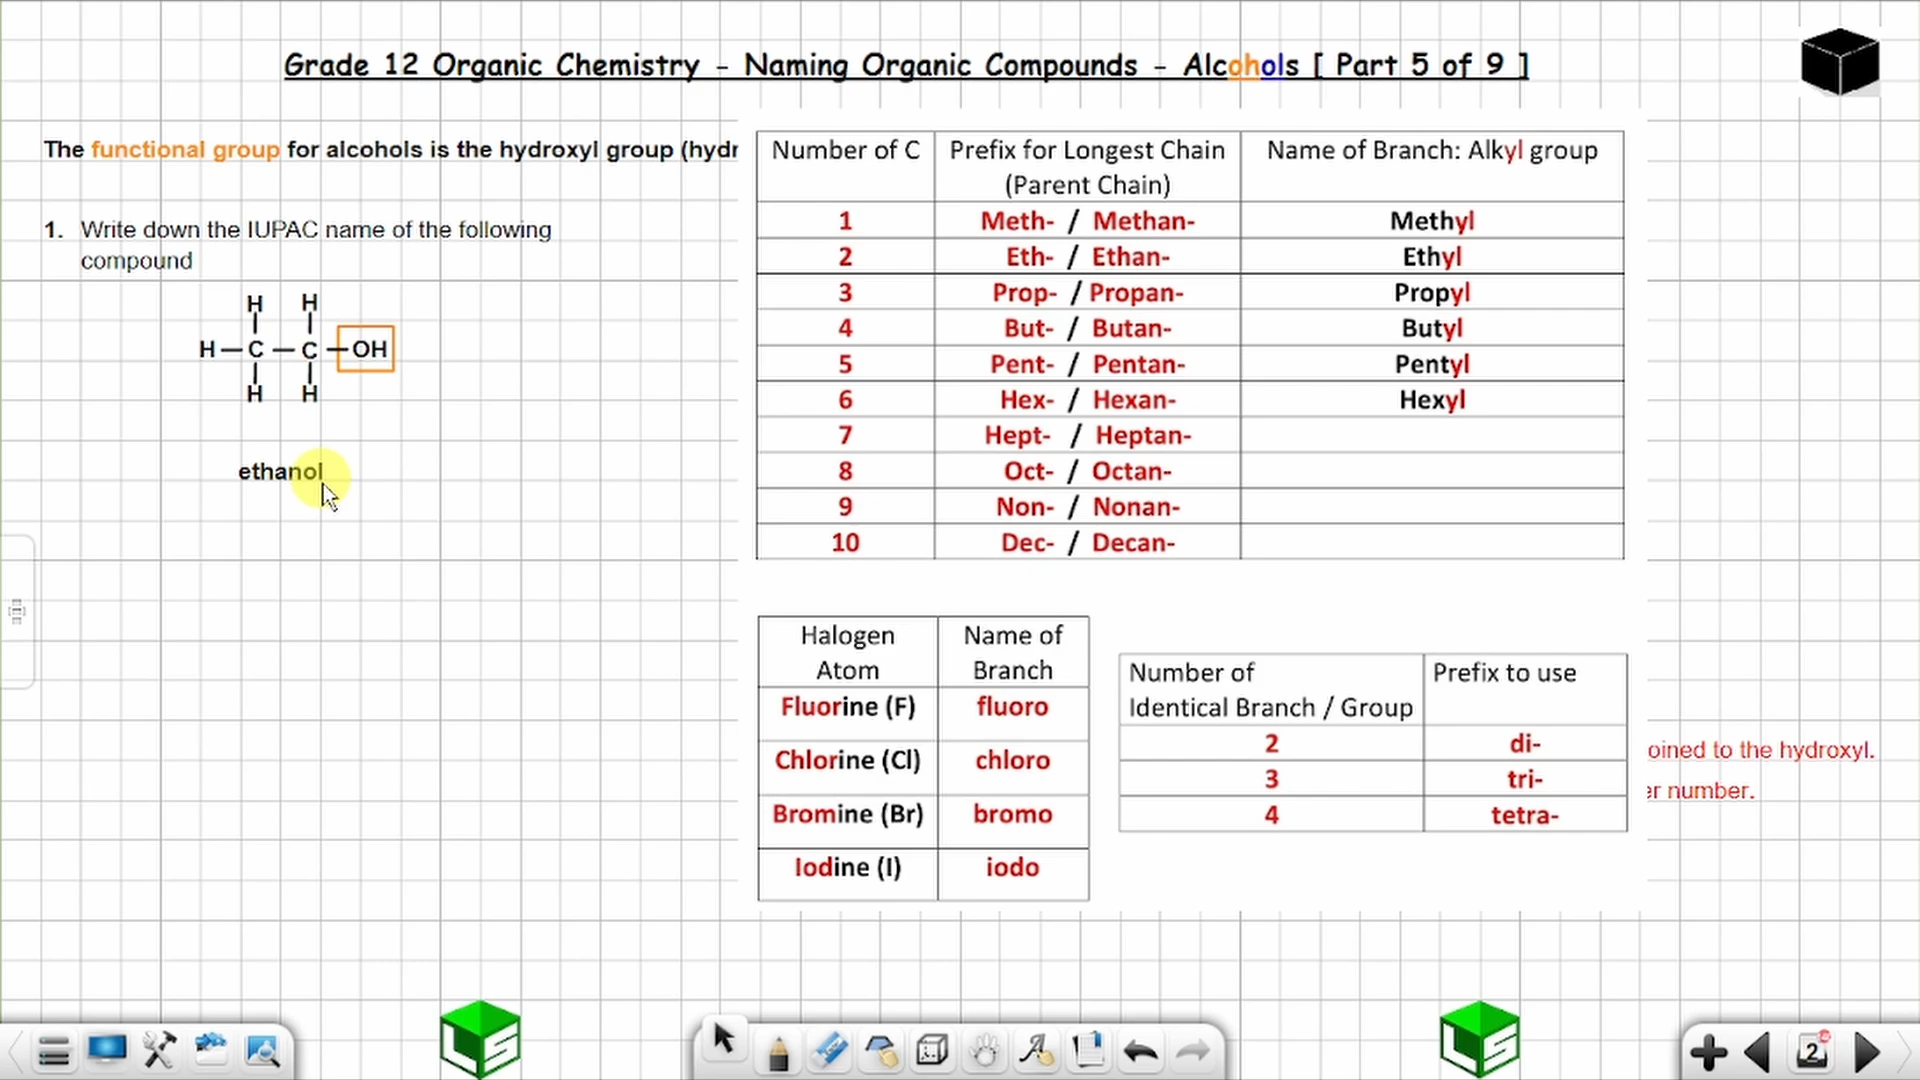 Grade 12 Organic Chemistry - Naming Organic Compounds - Alcohols [ Part 5 of 9 ]
The functional group for alcohols is the hydroxyl group (hydr
1. Write down the IUPAC name of the following
compound
H H
H C C OH
H H
ethanol
Number of C Prefix for Longest Chain Name of Branch: Alkyl group
(Parent Chain)
1 Meth- / Methan- Methyl
2 Eth- / Ethan- Ethyl
3 Prop- / Propan- Propyl
4 But- / Butan- Butyl
5 Pent- / Pentan- Pentyl
6 Hex- / Hexan- Hexyl
7 Hept- / Heptan-
8 Oct- / Octan-
9 Non- / Nonan-
10 Dec- / Decan-
Halogen Name of
Atom Branch
Fluorine (F) fluoro
Chlorine (Cl) chloro
Bromine (Br) bromo
Iodine (I) iodo
Number of Prefix to use
Identical Branch / Group
2 di-
3 tri-
4 tetra-
oined to the hydroxyl.
er number.
LS
LS
2